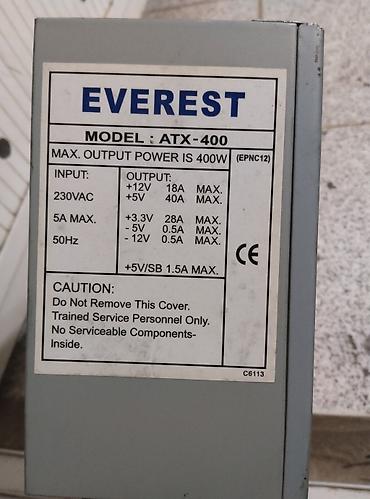 EVEREST
MODEL : ATX-400
MAX. OUTPUT POWER IS 400W (EPNC12)
INPUT: OUTPUT:
+12V 18A MAX.
230VAC +5V 40A MAX.
5A MAX. +3.3V 28A MAX.
- 5V 0.5A MAX.
50Hz - 12V 0.5A MAX.
CE
+5V/SB 1.5A MAX.
CAUTION:
Do Not Remove This Cover.
Trained Service Personnel Only.
No Serviceable Components-
Inside.
C6113